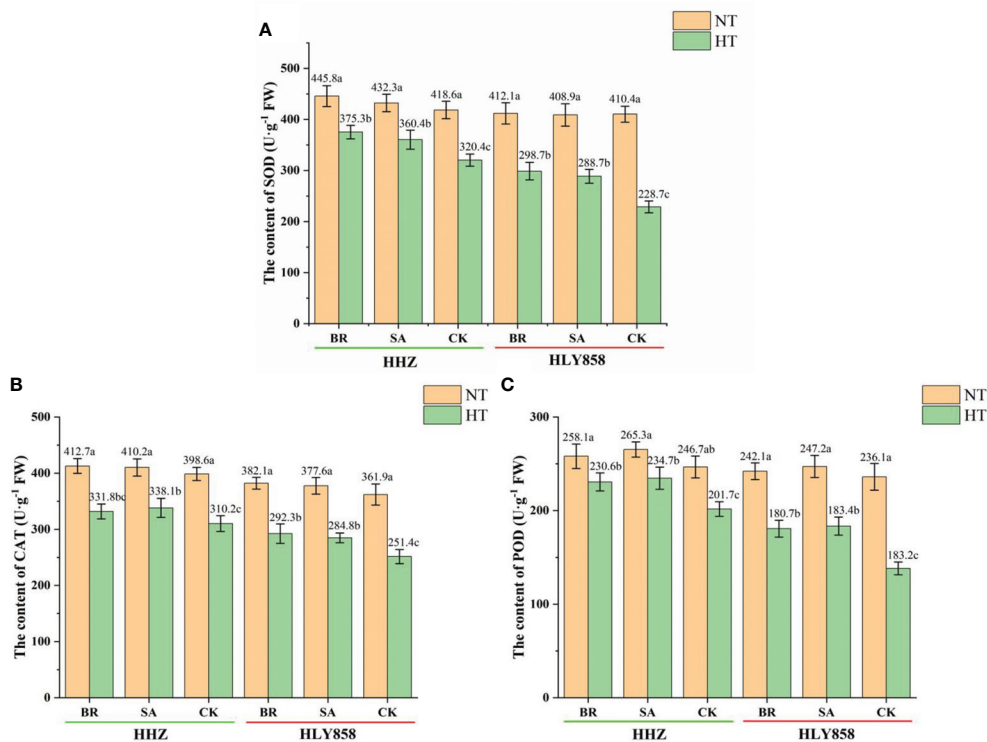 A
NT
HT
The content of SOD (U·g⁻¹ FW)
500
400
300
200
100
0
445.8a
375.3b
432.3a
360.4b
418.6a
320.4c
412.1a
298.7b
408.9a
288.7b
410.4a
228.7c
BR SA CK BR SA CK
HHZ HLY858
B
NT
HT
The content of CAT (U·g⁻¹ FW)
500
400
300
200
100
0
412.7a
331.8bc
410.2a
338.1b
398.6a
310.2c
382.1a
292.3b
377.6a
284.8b
361.9a
251.4c
BR SA CK BR SA CK
HHZ HLY858
C
NT
HT
The content of POD (U·g⁻¹ FW)
300
200
100
0
258.1a
230.6b
265.3a
234.7b
246.7ab
201.7c
242.1a
180.7b
247.2a
183.4b
236.1a
183.2c
BR SA CK BR SA CK
HHZ HLY858